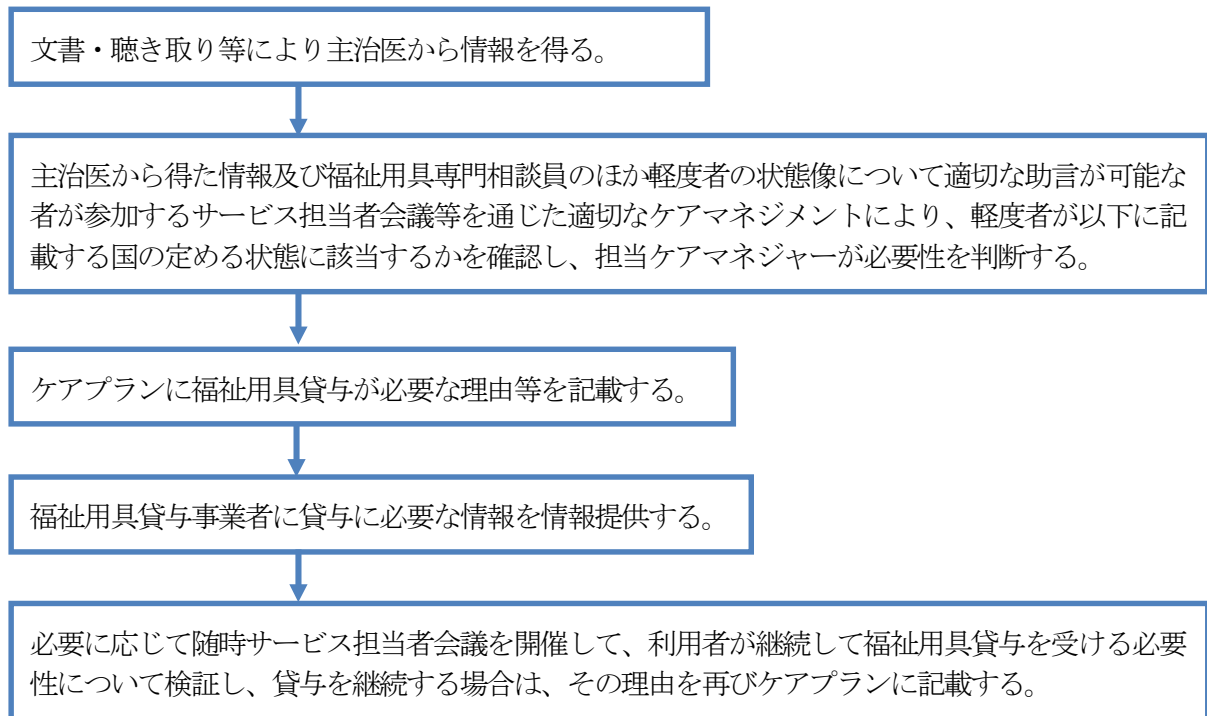 文書・聴き取り等により主治医から情報を得る。
主治医から得た情報及び福祉用具専門相談員のほか軽度者の状態像について適切な助言が可能な
者が参加するサービス担当者会議等を通じた適切なケアマネジメントにより、軽度者が以下に記
載する国の定める状態に該当するかを確認し、担当ケアマネジャーが必要性を判断する。
ケアプランに福祉用具貸与が必要な理由等を記載する。
福祉用具貸与事業者に貸与に必要な情報を情報提供する。
必要に応じて随時サービス担当者会議を開催して、利用者が継続して福祉用具貸与を受ける必要
性について検証し、貸与を継続する場合は、その理由を再びケアプランに記載する。